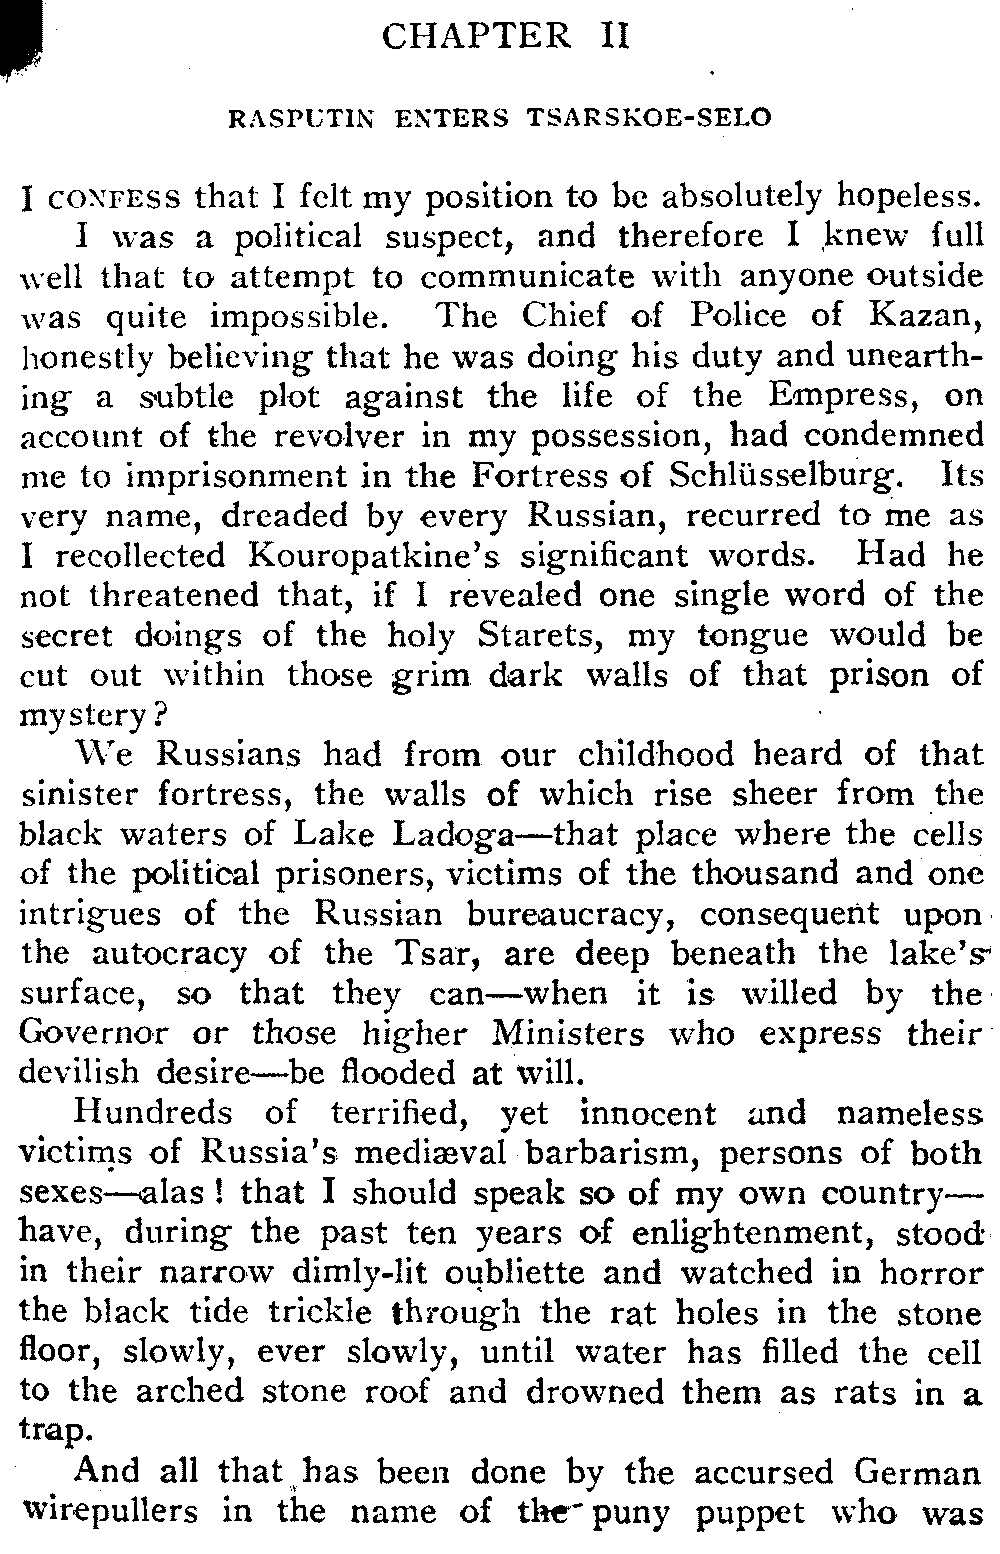 CHAPTER II
RASPUTIN ENTERS TSARSKOE-SELO
I CONFESS that I felt my position to be absolutely hopeless.
I was a political suspect, and therefore I knew full
well that to attempt to communicate with anyone outside
was quite impossible. The Chief of Police of Kazan,
honestly believing that he was doing his duty and unearth-
ing a subtle plot against the life of the Empress, on
account of the revolver in my possession, had condemned
me to imprisonment in the Fortress of Schlüsselburg. Its
very name, dreaded by every Russian, recurred to me as
I recollected Kouropatkine's significant words. Had he
not threatened that, if I revealed one single word of the
secret doings of the holy Starets, my tongue would be
cut out within those grim dark walls of that prison of
mystery?
We Russians had from our childhood heard of that
sinister fortress, the walls of which rise sheer from the
black waters of Lake Ladoga—that place where the cells
of the political prisoners, victims of the thousand and one
intrigues of the Russian bureaucracy, consequent upon
the autocracy of the Tsar, are deep beneath the lake's
surface, so that they can—when it is willed by the
Governor or those higher Ministers who express their
devilish desire—be flooded at will.
Hundreds of terrified, yet innocent and nameless
victims of Russia's mediæval barbarism, persons of both
sexes—alas! that I should speak so of my own country—
have, during the past ten years of enlightenment, stood
in their narrow dimly-lit oubliette and watched in horror
the black tide trickle through the rat holes in the stone
floor, slowly, ever slowly, until water has filled the cell
to the arched stone roof and drowned them as rats in a
trap.
And all that has been done by the accursed German
wirepullers in the name of the puny puppet who was